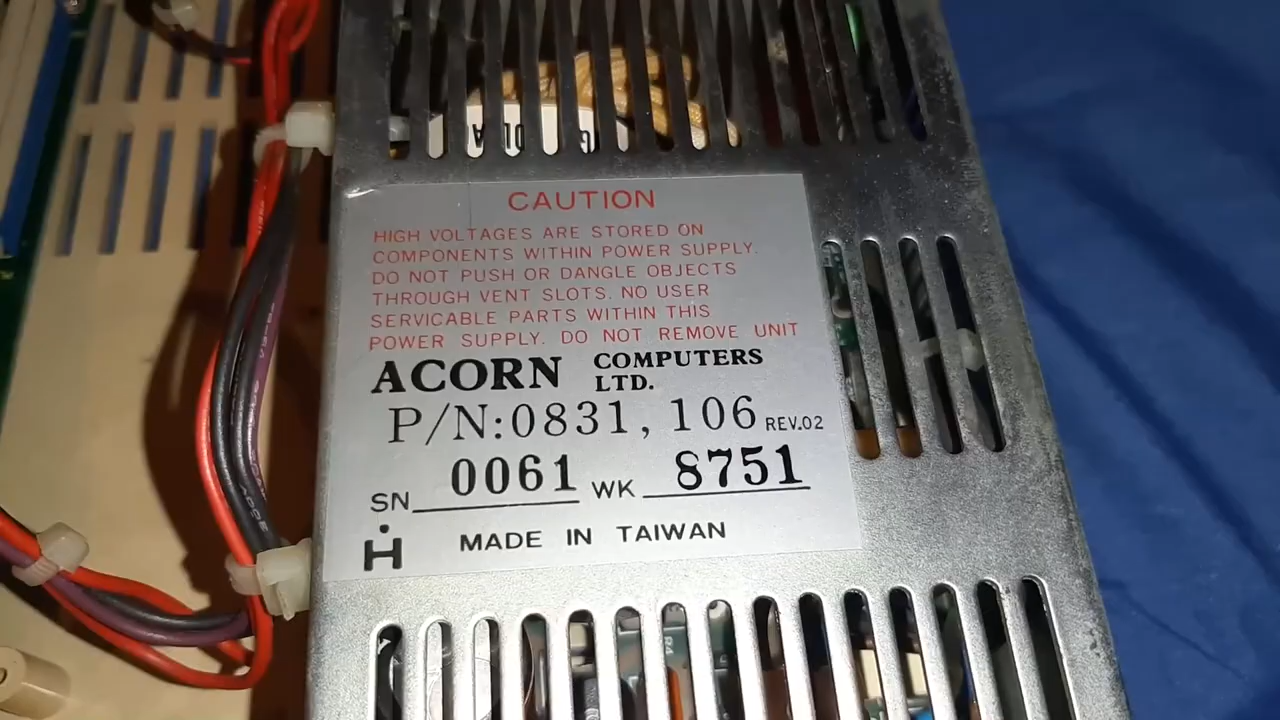 CAUTION
HIGH VOLTAGES ARE STORED ON
COMPONENTS WITHIN POWER SUPPLY.
DO NOT PUSH OR DANGLE OBJECTS
THROUGH VENT SLOTS. NO USER
SERVICABLE PARTS WITHIN THIS
POWER SUPPLY. DO NOT REMOVE UNIT
ACORN COMPUTERS
LTD.
P/N:0831, 106 REV.02
SN 0061 WK 8751
H MADE IN TAIWAN